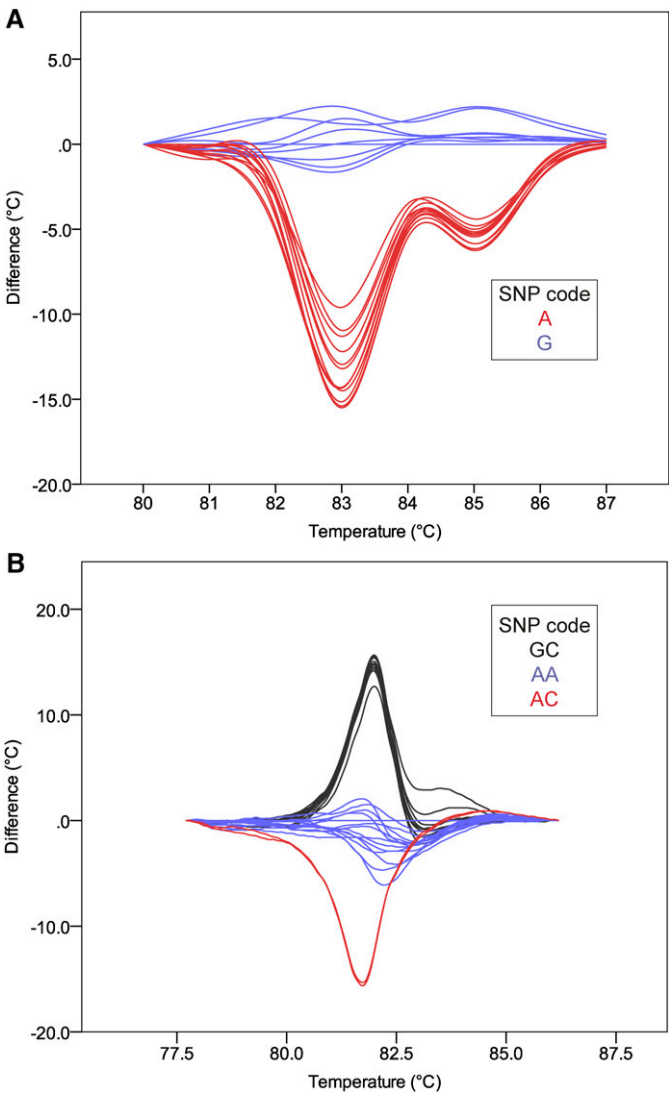 A
5.0
.0
-5.0
-10.0
-15.0
-20.0
Difference (°C)
SNP code
A
G
80 81 82 83 84 85 86 87
Temperature (°C)
B
20.0
10.0
.0
-10.0
-20.0
Difference (°C)
SNP code
GC
AA
AC
77.5 80.0 82.5 85.0 87.5
Temperature (°C)